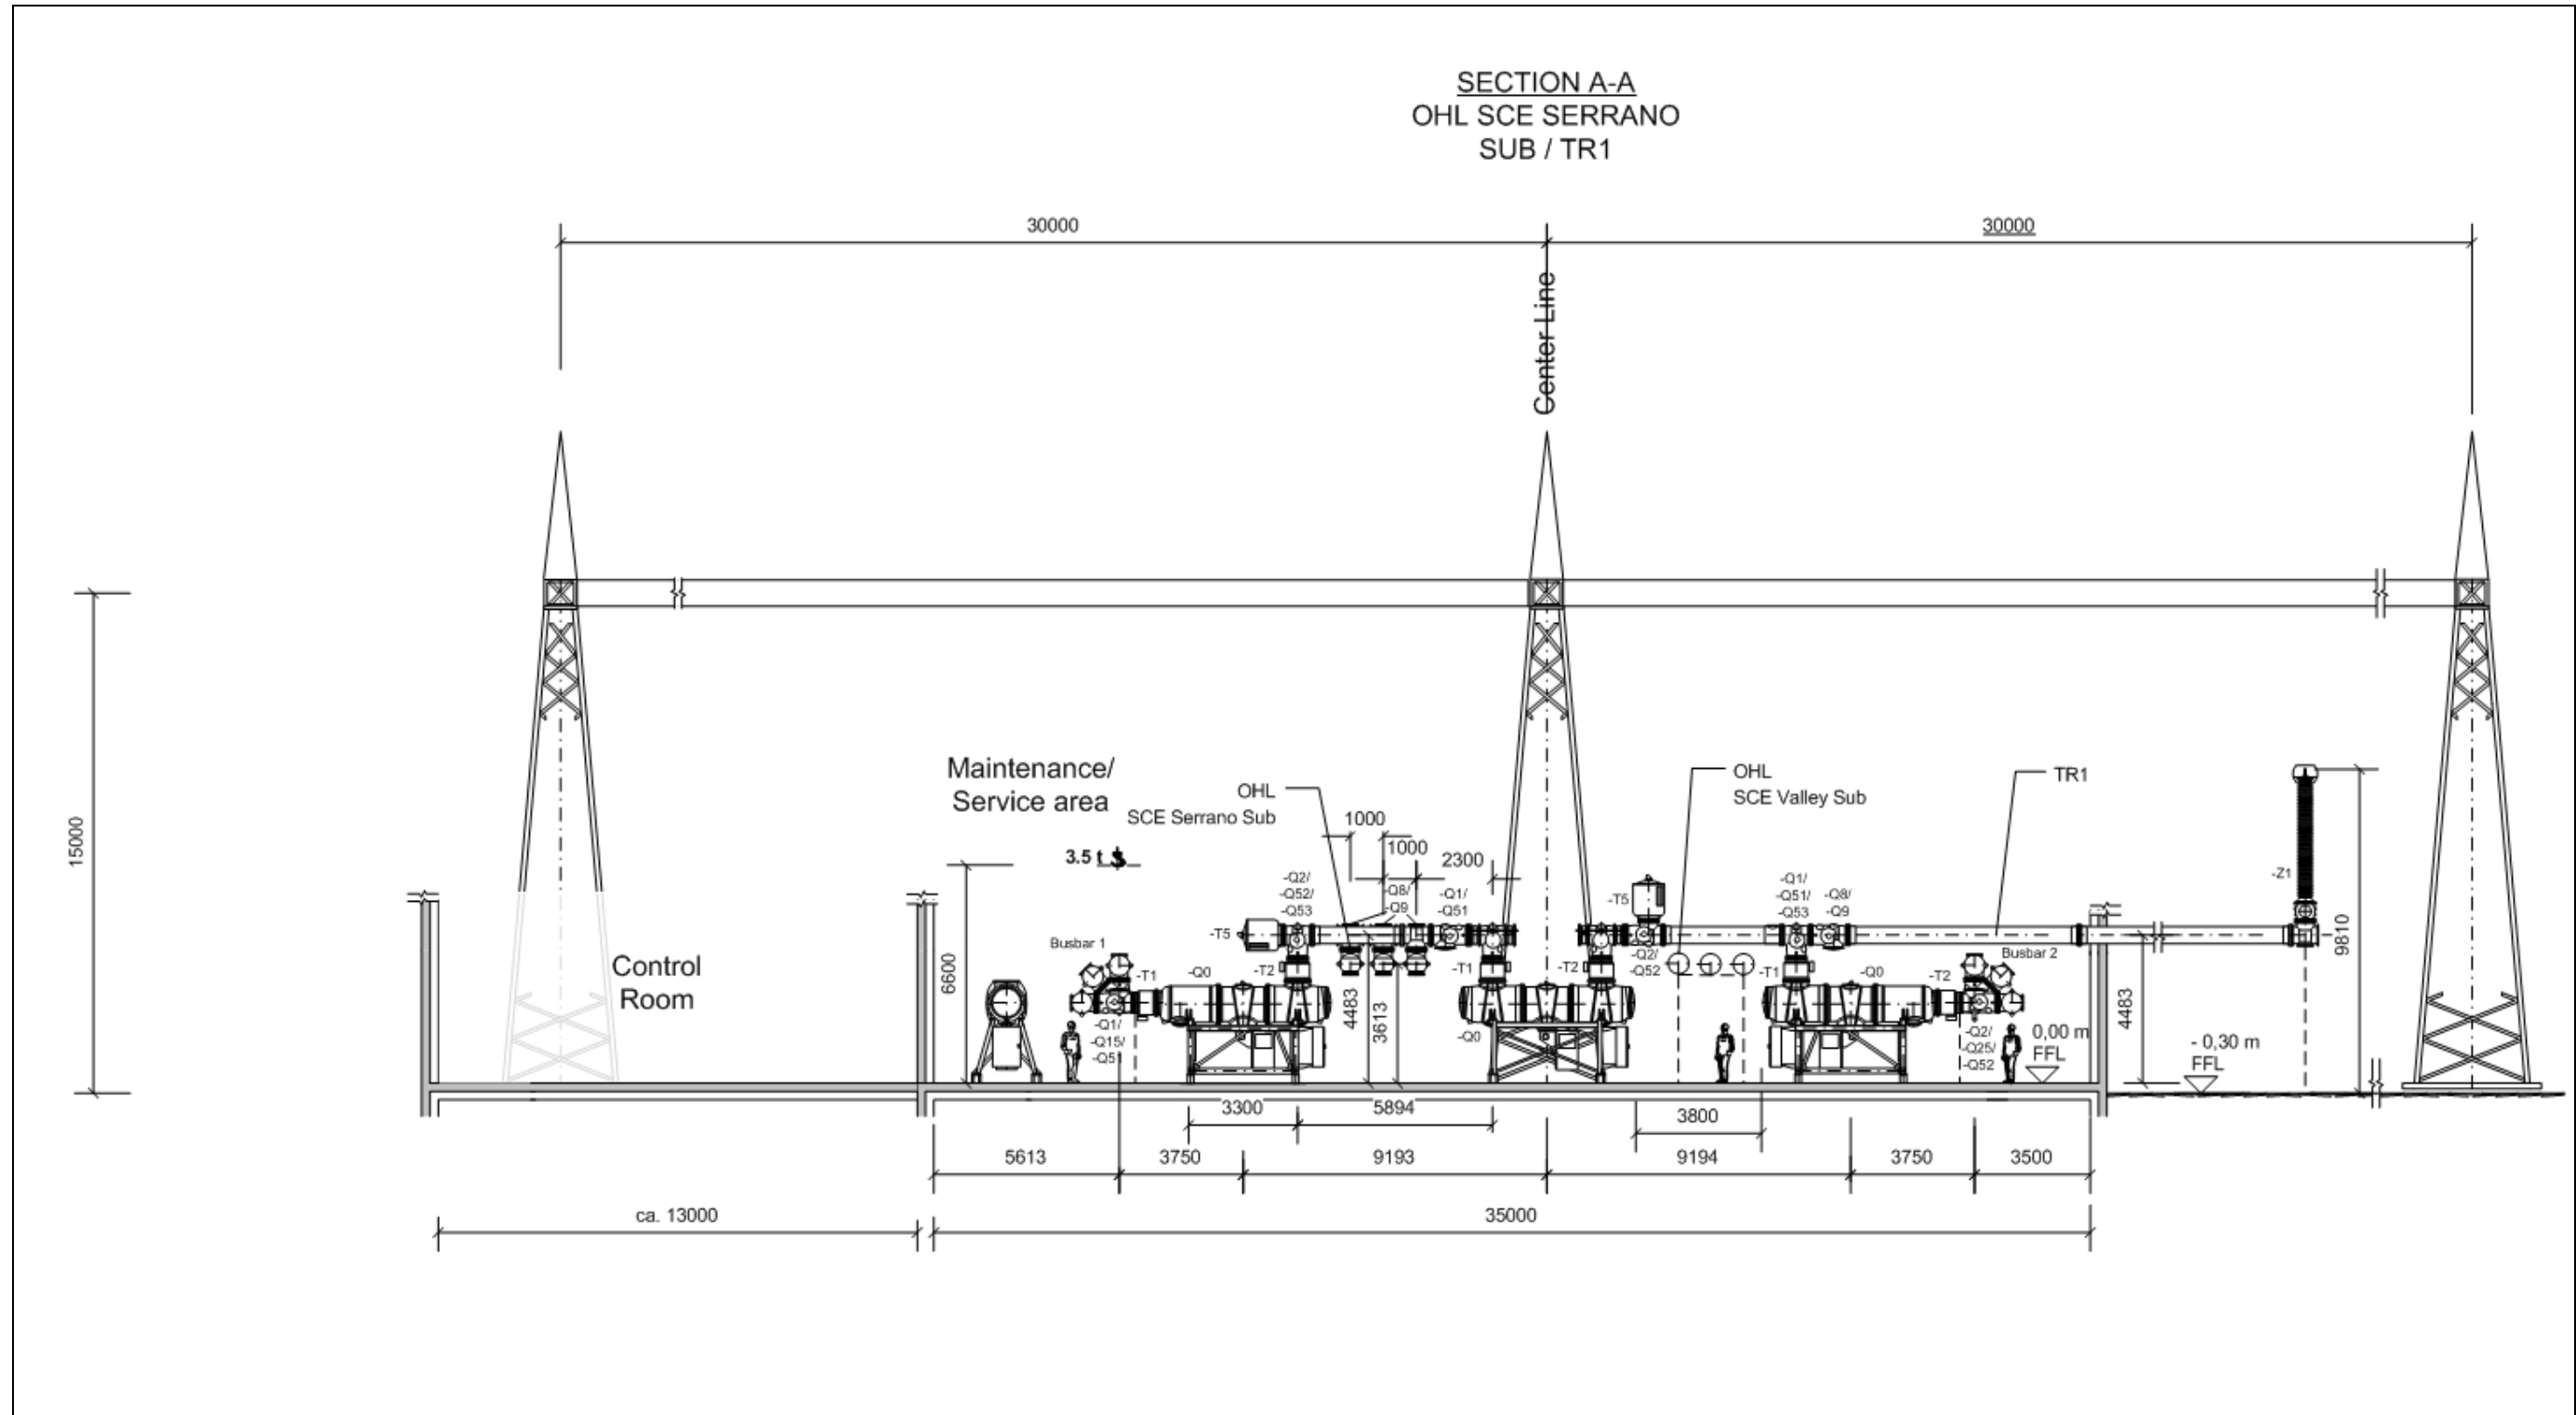 SECTION A-A
OHL SCE SERRANO
SUB / TR1
30000
30000
Center Line
15000
Maintenance/
Service area
OHL
SCE Serrano Sub
1000
1000
2300
3.5 t
OHL
SCE Valley Sub
TR1
-Z1
9810
6600
-Q2/
-Q52/
-Q53
-Q8/
-Q9
-Q1/
-Q51
-T5
-T5
-Q2/
-Q52
-Q1/
-Q51/
-Q53
-Q8/
-Q9
Busbar 1
Busbar 2
Control
Room
-T1
-Q0
-T2
-T1
-T2
-T1
-Q0
-T2
4483
3613
-Q0
4483
-Q1/
-Q15/
-Q51
-Q2/
-Q25/
-Q52
0,00 m
FFL
- 0,30 m
FFL
3300
5894
3800
5613
3750
9193
9194
3750
3500
ca. 13000
35000